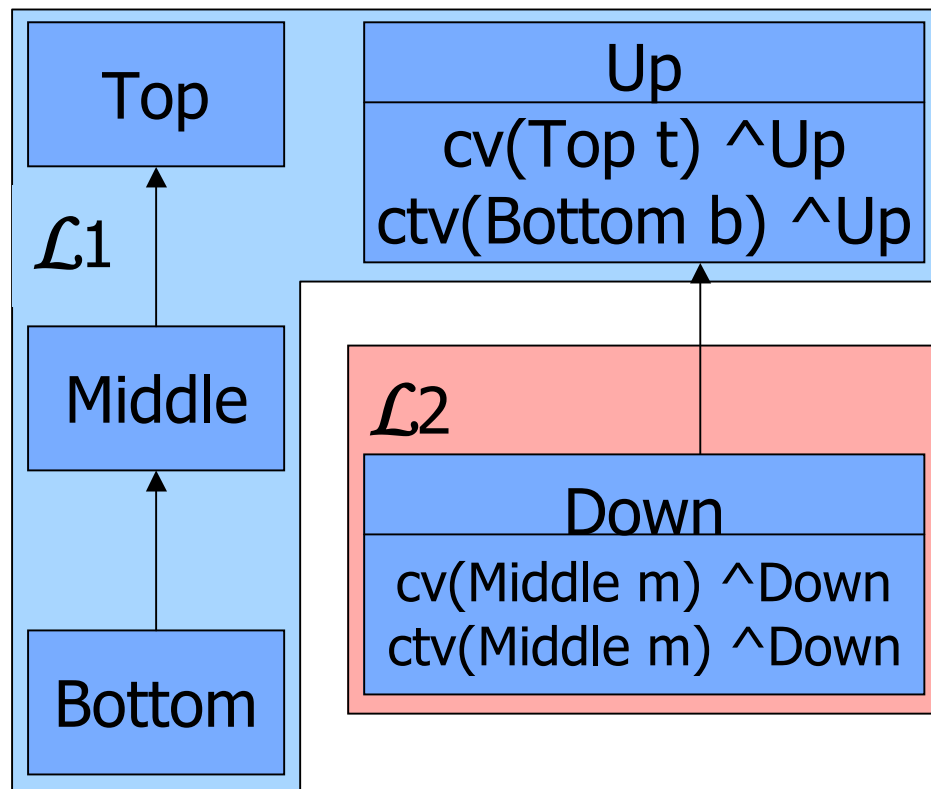 Top
ℒ1
Middle
Bottom
Up
cv(Top t) ^Up
ctv(Bottom b) ^Up
ℒ2
Down
cv(Middle m) ^Down
ctv(Middle m) ^Down